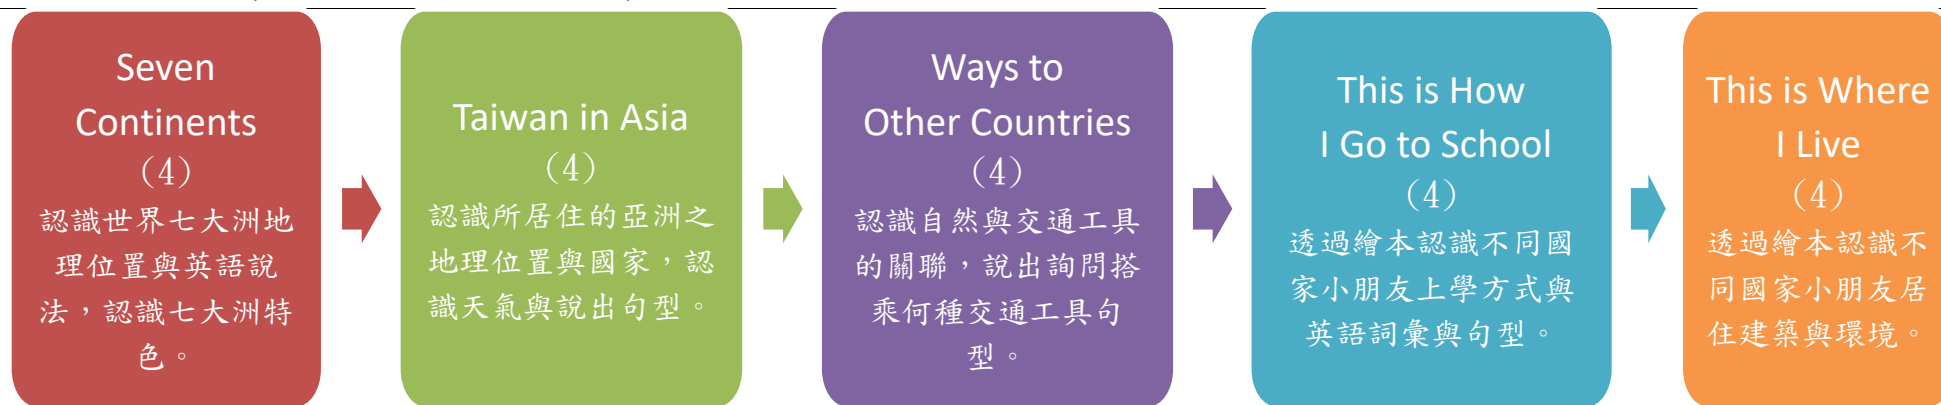 Seven
Continents
(4)
認識世界七大洲地
理位置與英語說
法，認識七大洲特
色。
Taiwan in Asia
(4)
認識所居住的亞洲之
地理位置與國家，認
識天氣與說出句型。
Ways to
Other Countries
(4)
認識自然與交通工具
的關聯，說出詢問搭
乘何種交通工具句
型。
This is How
I Go to School
(4)
透過繪本認識不同國
家小朋友上學方式與
英語詞彙與句型。
This is Where
I Live
(4)
透過繪本認識不
同國家小朋友居
住建築與環境。